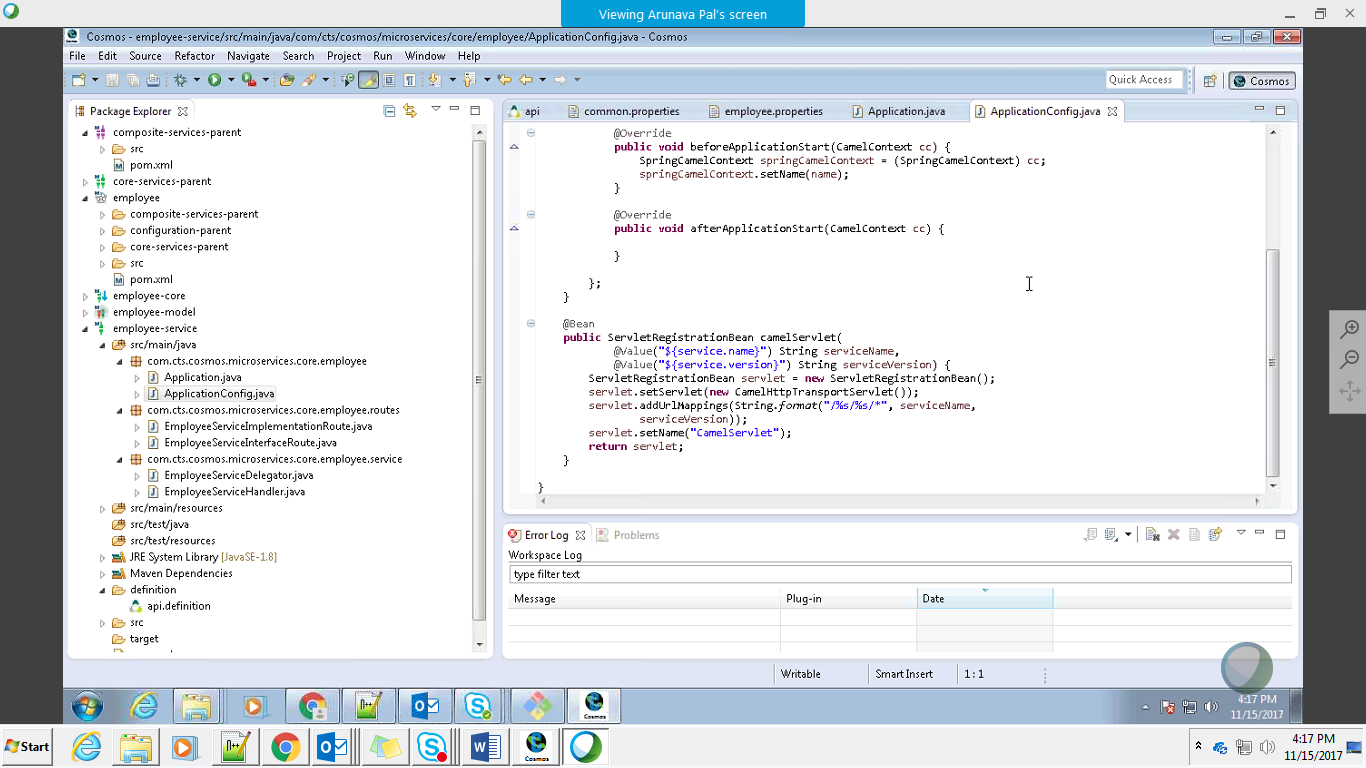 Viewing Arunava Pal's screen
Cosmos - employee-service/src/main/java/com/cts/cosmos/microservices/core/employee/ApplicationConfig.java - Cosmos
File Edit Source Refactor Navigate Search Project Run Window Help
Quick Access
Cosmos
Package Explorer
composite-services-parent
src
pom.xml
core-services-parent
employee
composite-services-parent
configuration-parent
core-services-parent
src
pom.xml
employee-core
employee-model
employee-service
src/main/java
com.cts.cosmos.microservices.core.employee
Application.java
ApplicationConfig.java
com.cts.cosmos.microservices.core.employee.routes
EmployeeServiceImplementationRoute.java
EmployeeServiceInterfaceRoute.java
com.cts.cosmos.microservices.core.employee.service
EmployeeServiceDelegator.java
EmployeeServiceHandler.java
src/main/resources
src/test/java
src/test/resources
JRE System Library [JavaSE-1.8]
Maven Dependencies
definition
api.definition
src
target
api common.properties employee.properties Application.java ApplicationConfig.java
@Override
public void beforeApplicationStart(CamelContext cc) {
SpringCamelContext springCamelContext = (SpringCamelContext) cc;
springCamelContext.setName(name);
}
@Override
public void afterApplicationStart(CamelContext cc) {
}
};
}
@Bean
public ServletRegistrationBean camelServlet(
@Value("${service.name}") String serviceName,
@Value("${service.version}") String serviceVersion) {
ServletRegistrationBean servlet = new ServletRegistrationBean();
servlet.setServlet(new CamelHttpTransportServlet());
servlet.addUrlMappings(String.format("/%s/%s/*", serviceName,
serviceVersion));
servlet.setName("CamelServlet");
return servlet;
}
}
Error Log Problems
Workspace Log
type filter text
Message Plug-in Date
Writable Smart Insert 1 : 1
Cosmos
4:17 PM
11/15/2017
Start
Cosmos
4:17 PM
11/15/2017